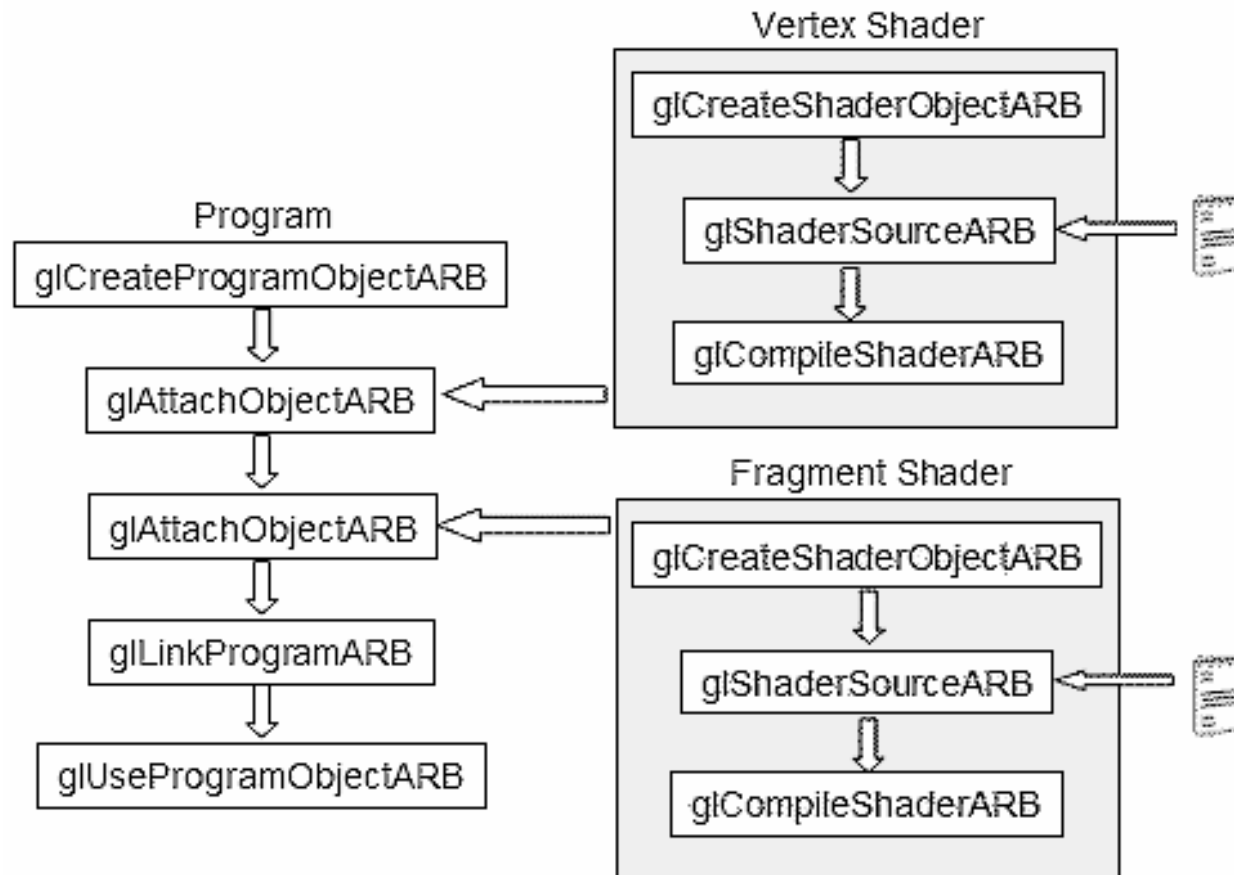 Vertex Shader
glCreateShaderObjectARB
glShaderSourceARB
glCompileShaderARB
Program
glCreateProgramObjectARB
glAttachObjectARB
glAttachObjectARB
glLinkProgramARB
glUseProgramObjectARB
Fragment Shader
glCreateShaderObjectARB
glShaderSourceARB
glCompileShaderARB